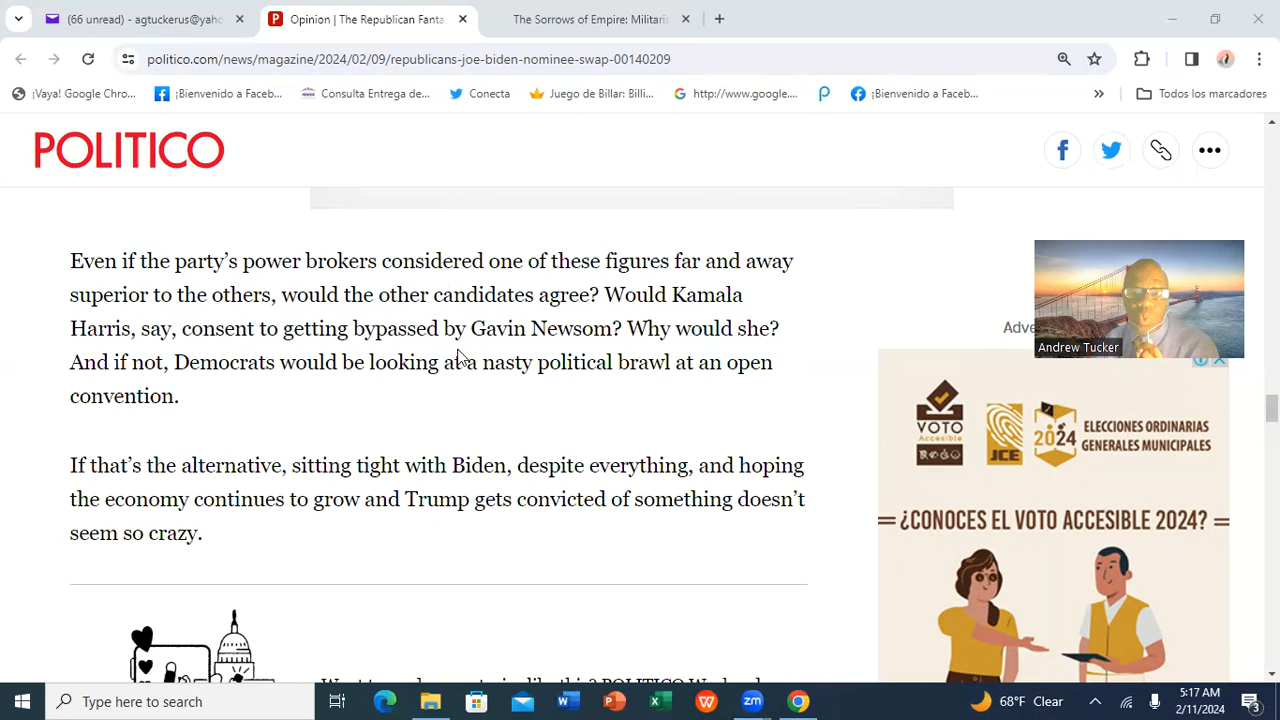 (66 unread) - agtuckerus@yaho
Opinion | The Republican Fanta
The Sorrows of Empire: Militaris
politico.com/news/magazine/2024/02/09/republicans-joe-biden-nominee-swap-00140209
¡Vaya! Google Chro...
¡Bienvenido a Faceb...
Consulta Entrega de...
Conecta
Juego de Billar: Billi...
http://www.google....
¡Bienvenido a Faceb...
Todos los marcadores
POLITICO
Even if the party's power brokers considered one of these figures far and away
superior to the others, would the other candidates agree? Would Kamala
Harris, say, consent to getting bypassed by Gavin Newsom? Why would she?
And if not, Democrats would be looking at a nasty political brawl at an open
convention.
If that's the alternative, sitting tight with Biden, despite everything, and hoping
the economy continues to grow and Trump gets convicted of something doesn't
seem so crazy.
Adve
Andrew Tucker
VOTO
Accesible
JCE
2024
ELECCIONES ORDINARIAS
GENERALES MUNICIPALES
¿CONOCES EL VOTO ACCESIBLE 2024?
Type here to search
68°F Clear
5:17 AM
2/11/2024
3